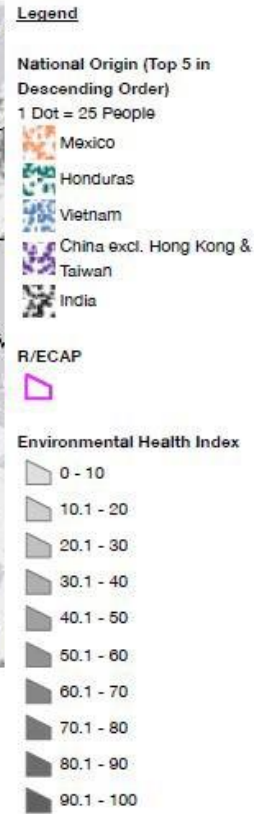 Legend
National Origin (Top 5 in
Descending Order)
1 Dot = 25 People
Mexico
Honduras
Vietnam
China excl. Hong Kong &
Taiwan
India
R/ECAP
Environmental Health Index
0 - 10
10.1 - 20
20.1 - 30
30.1 - 40
40.1 - 50
50.1 - 60
60.1 - 70
70.1 - 80
80.1 - 90
90.1 - 100